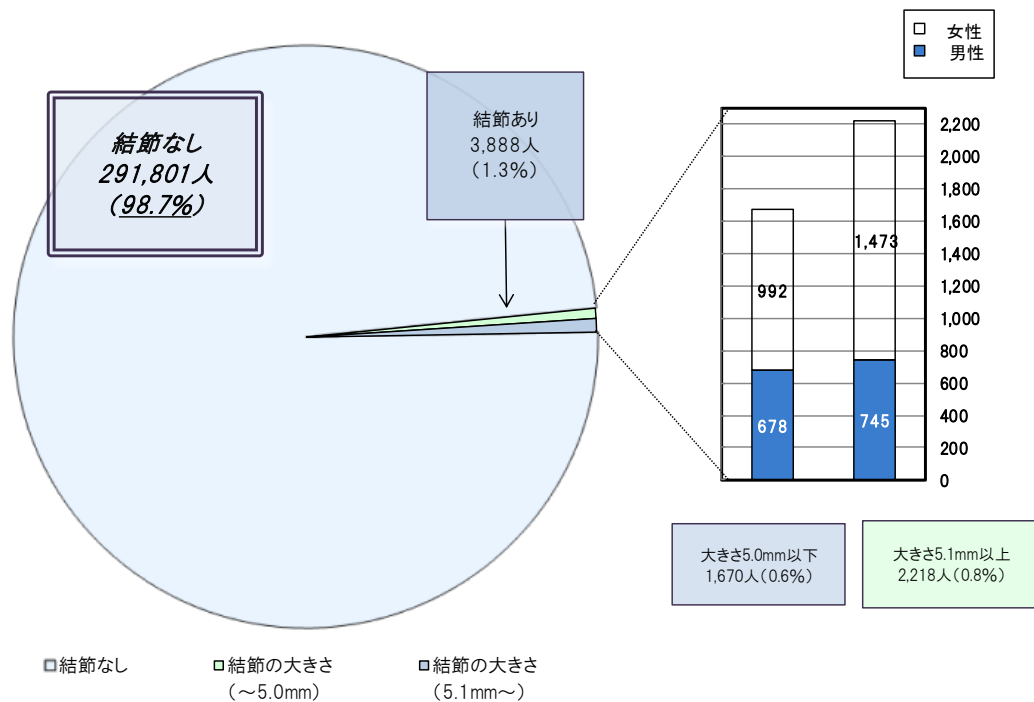 女性
男性
結節なし
291,801人
(98.7%)
結節あり
3,888人
(1.3%)
2,200
2,000
1,800
1,600
1,400
1,200
1,000
800
600
400
200
0
992
1,473
678
745
大きさ5.0mm以下
1,670人(0.6%)
大きさ5.1mm以上
2,218人(0.8%)
結節なし
結節の大きさ
(～5.0mm)
結節の大きさ
(5.1mm～)